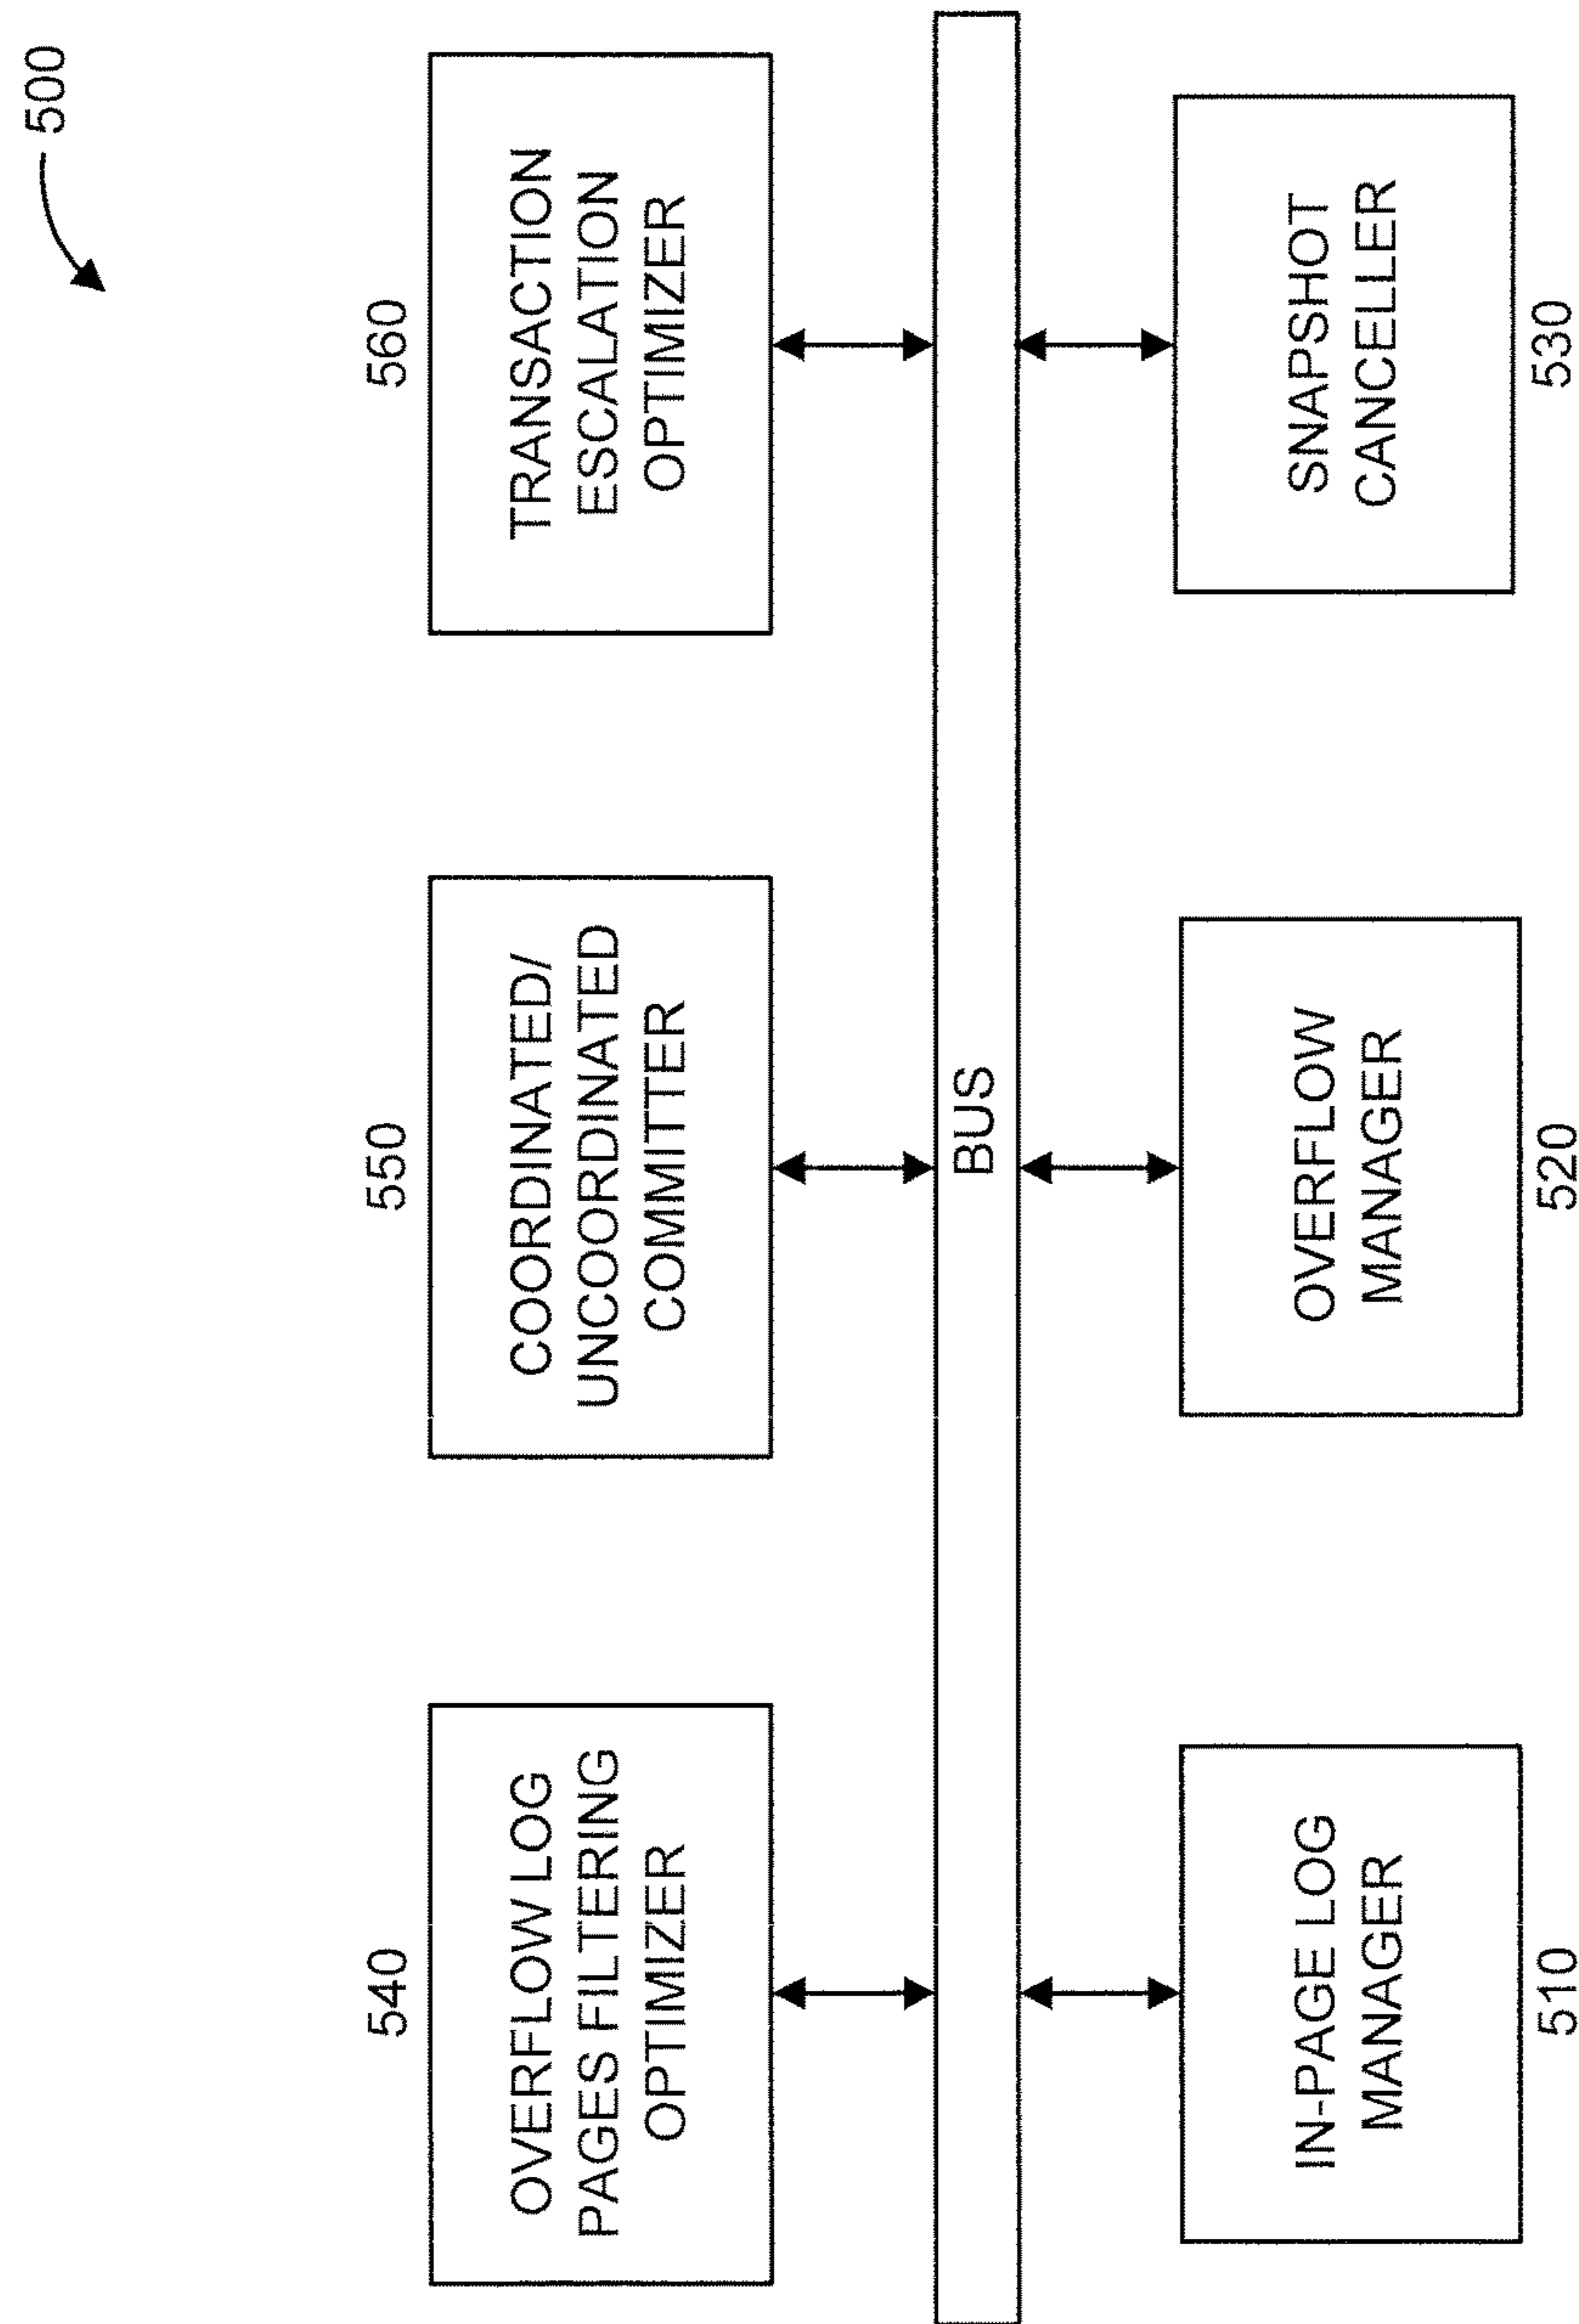 500
540
OVERFLOW LOG
PAGES FILTERING
OPTIMIZER
550
COORDINATED/
UNCOORDINATED
COMMITTER
560
TRANSACTION
ESCALATION
OPTIMIZER
BUS
IN-PAGE LOG
MANAGER
510
OVERFLOW
MANAGER
520
SNAPSHOT
CANCELLER
530